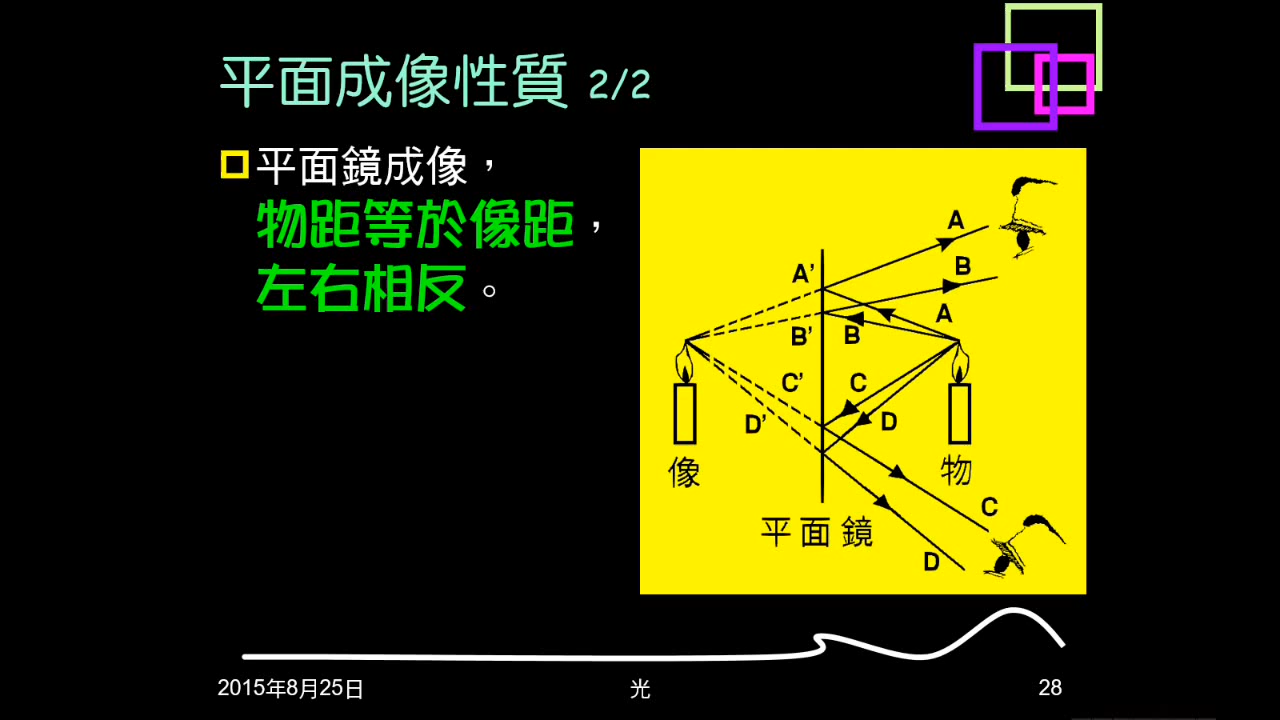 平面成像性質 2/2
平面鏡成像，
物距等於像距，
左右相反。
A
B
A'
A
B'
B
C'
C
D'
D
像
物
平面鏡
C
D
2015年8月25日
光
28